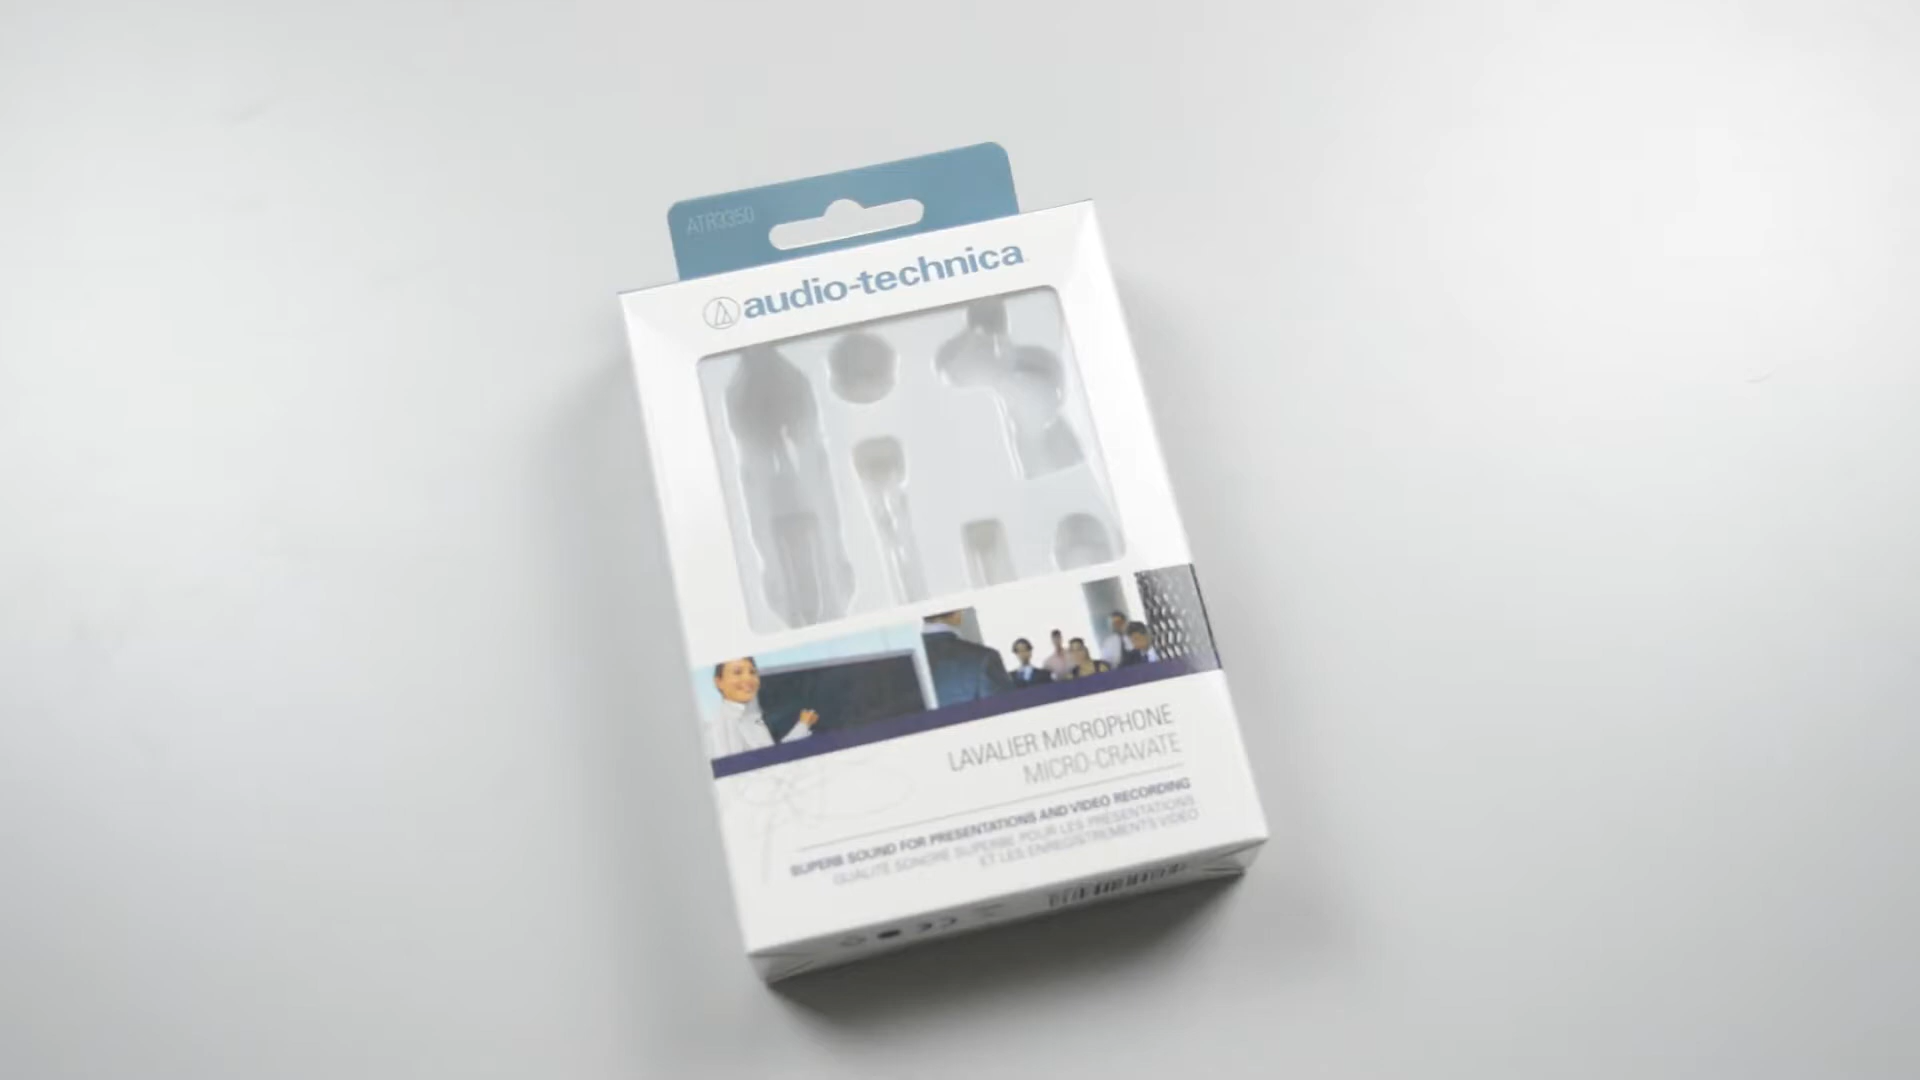 ATR3350
audio-technica
LAVALIER MICROPHONE
MICRO-CRAVATE
SUPERB SOUND FOR PRESENTATIONS AND VIDEO RECORDING
QUALITÉ SONORE SUPERBE POUR LES PRÉSENTATIONS
ET LES ENREGISTREMENTS VIDÉO
CE